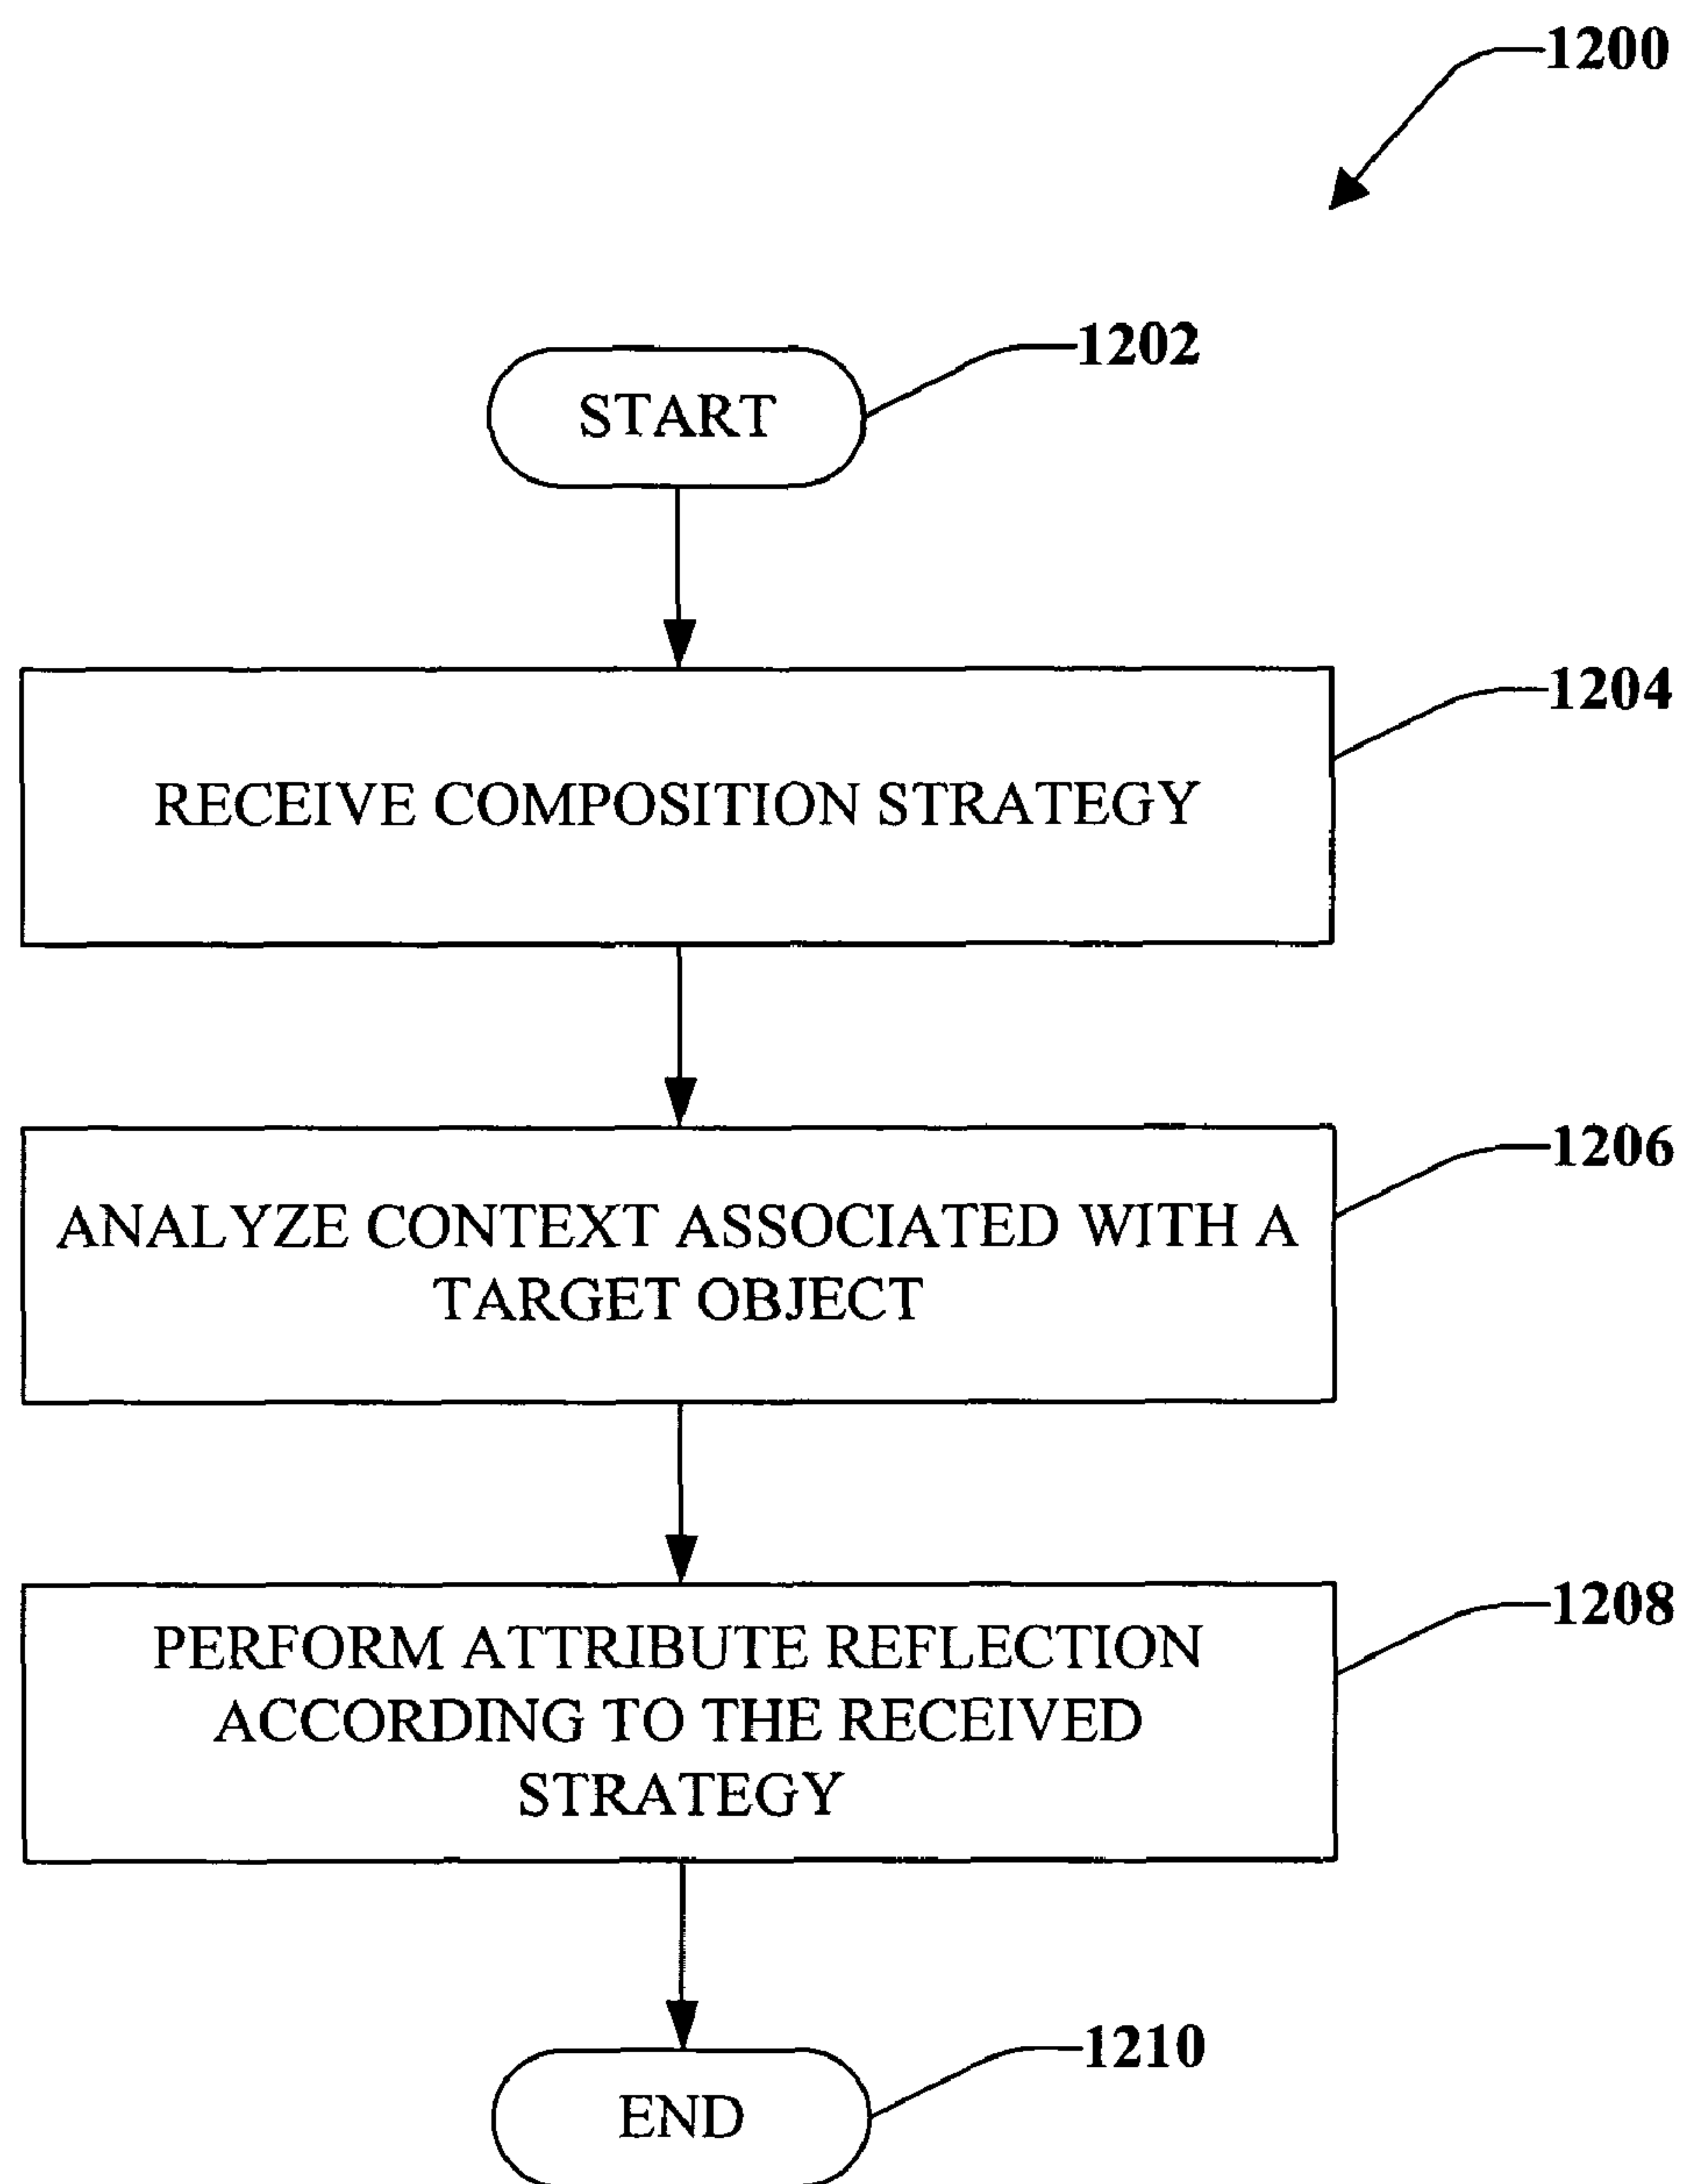 1200
1202
START
1204
RECEIVE COMPOSITION STRATEGY
1206
ANALYZE CONTEXT ASSOCIATED WITH A
TARGET OBJECT
1208
PERFORM ATTRIBUTE REFLECTION
ACCORDING TO THE RECEIVED
STRATEGY
1210
END